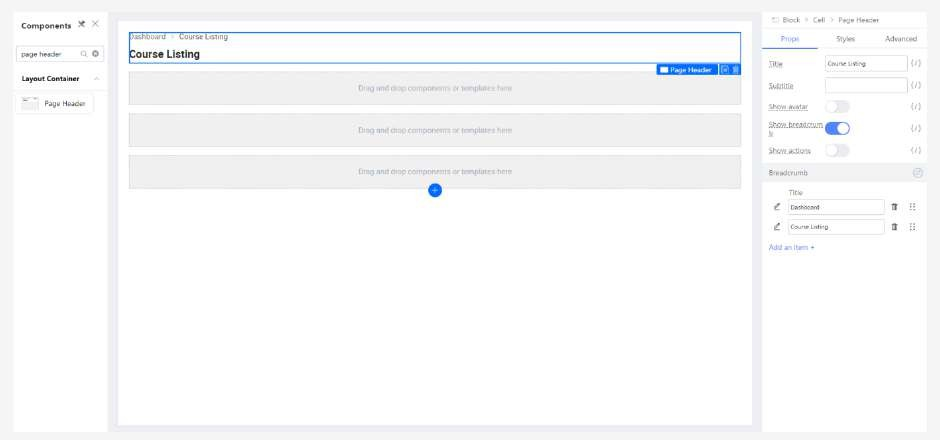 Components
page header
Layout Container
Page Header
Dashboard > Course Listing
Course Listing
Page Header
Drag and drop components or templates here
Drag and drop components or templates here
Drag and drop components or templates here
+
Block > Cell > Page Header
Props Styles Advanced
Title Course Listing {/}
Subtitle {/}
Show avatar {/}
Show breadcrum
b {/}
Show actions {/}
Breadcrumb
Title
Dashboard
Course Listing
Add an item +